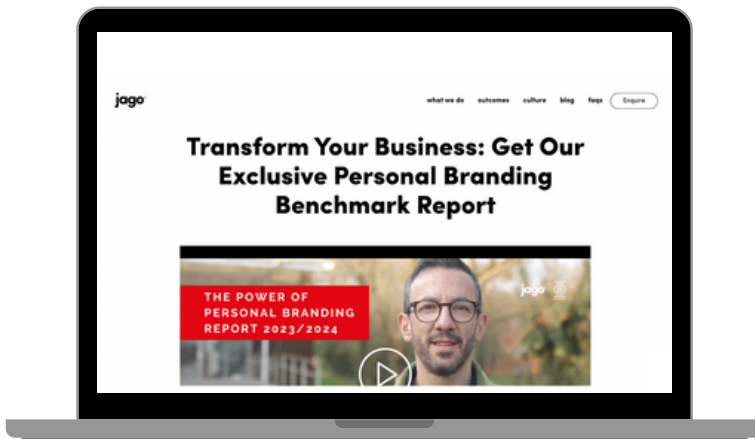 jago
what we do outcomes culture blog faqs Enquire
Transform Your Business: Get Our
Exclusive Personal Branding
Benchmark Report
THE POWER OF
PERSONAL BRANDING
REPORT 2023/2024
jago